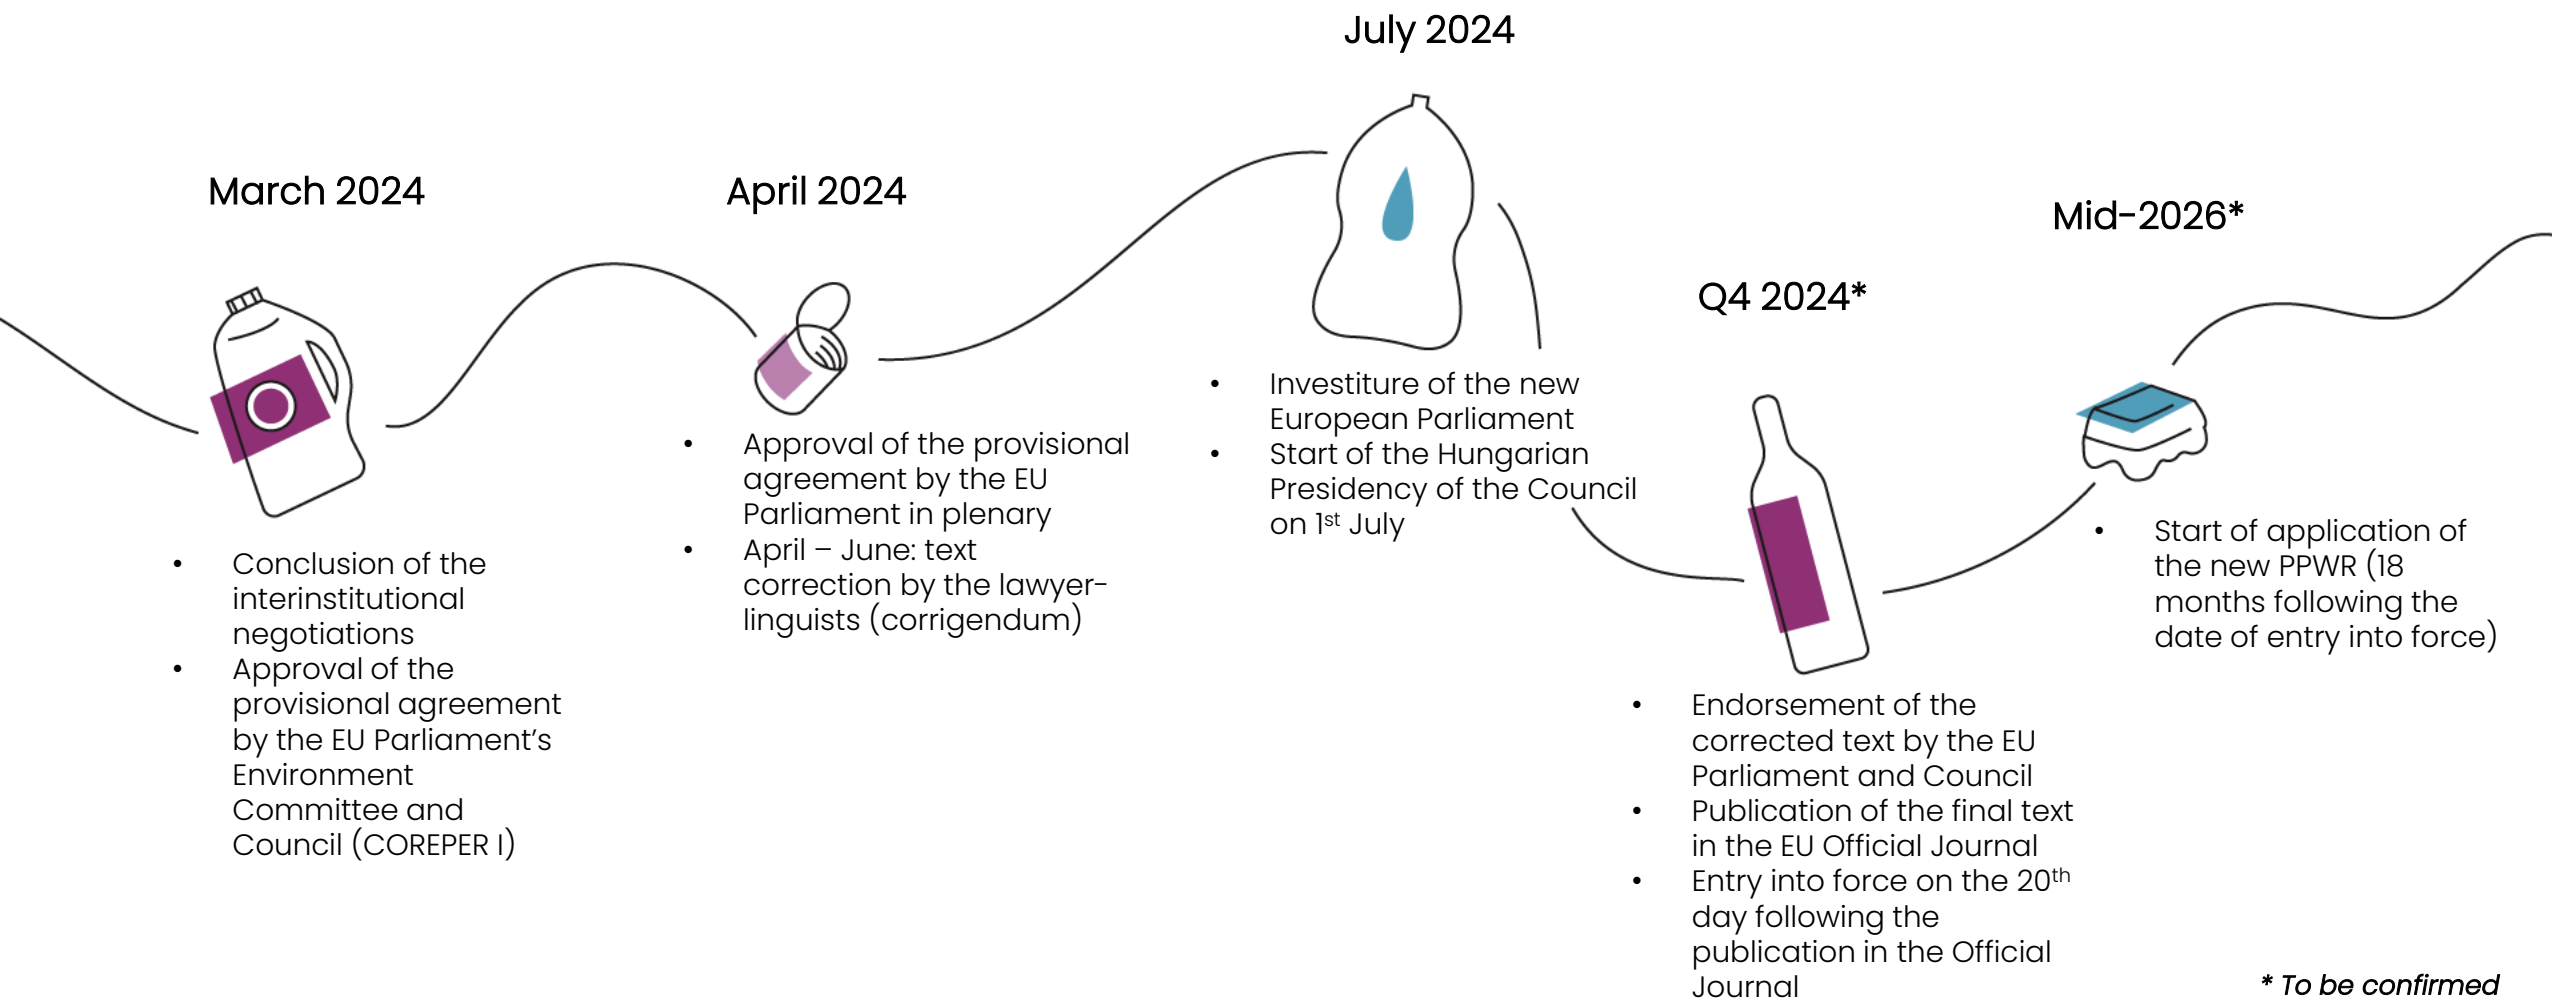 March 2024
• Conclusion of the
interinstitutional
negotiations
• Approval of the
provisional agreement
by the EU Parliament’s
Environment
Committee and
Council (COREPER I)
April 2024
• Approval of the provisional
agreement by the EU
Parliament in plenary
• April – June: text
correction by the lawyer-
linguists (corrigendum)
July 2024
• Investiture of the new
European Parliament
• Start of the Hungarian
Presidency of the Council
on 1st July
Q4 2024*
• Endorsement of the
corrected text by the EU
Parliament and Council
• Publication of the final text
in the EU Official Journal
• Entry into force on the 20th
day following the
publication in the Official
Journal
Mid-2026*
• Start of application of
the new PPWR (18
months following the
date of entry into force)
* To be confirmed